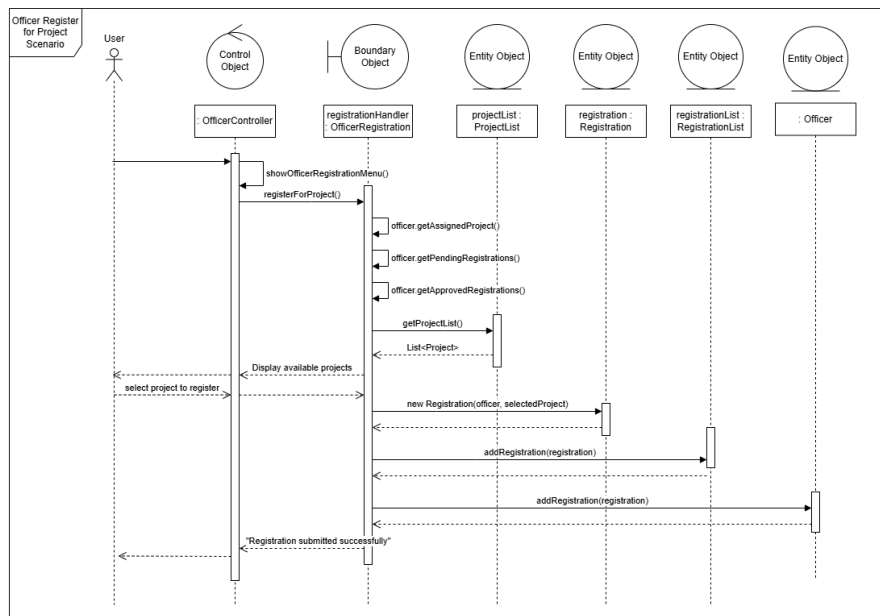 Officer Register
for Project
Scenario
User
Control
Object
Boundary
Object
Entity Object
Entity Object
Entity Object
Entity Object
: OfficerController
registrationHandler
: OfficerRegistration
projectList :
ProjectList
registration :
Registration
registrationList :
RegistrationList
: Officer
showOfficerRegistrationMenu()
registerForProject()
officer.getAssignedProject()
officer.getPendingRegistrations()
officer.getApprovedRegistrations()
getProjectList()
List<Project>
Display available projects
select project to register
new Registration(officer, selectedProject)
addRegistration(registration)
addRegistration(registration)
"Registration submitted successfully"